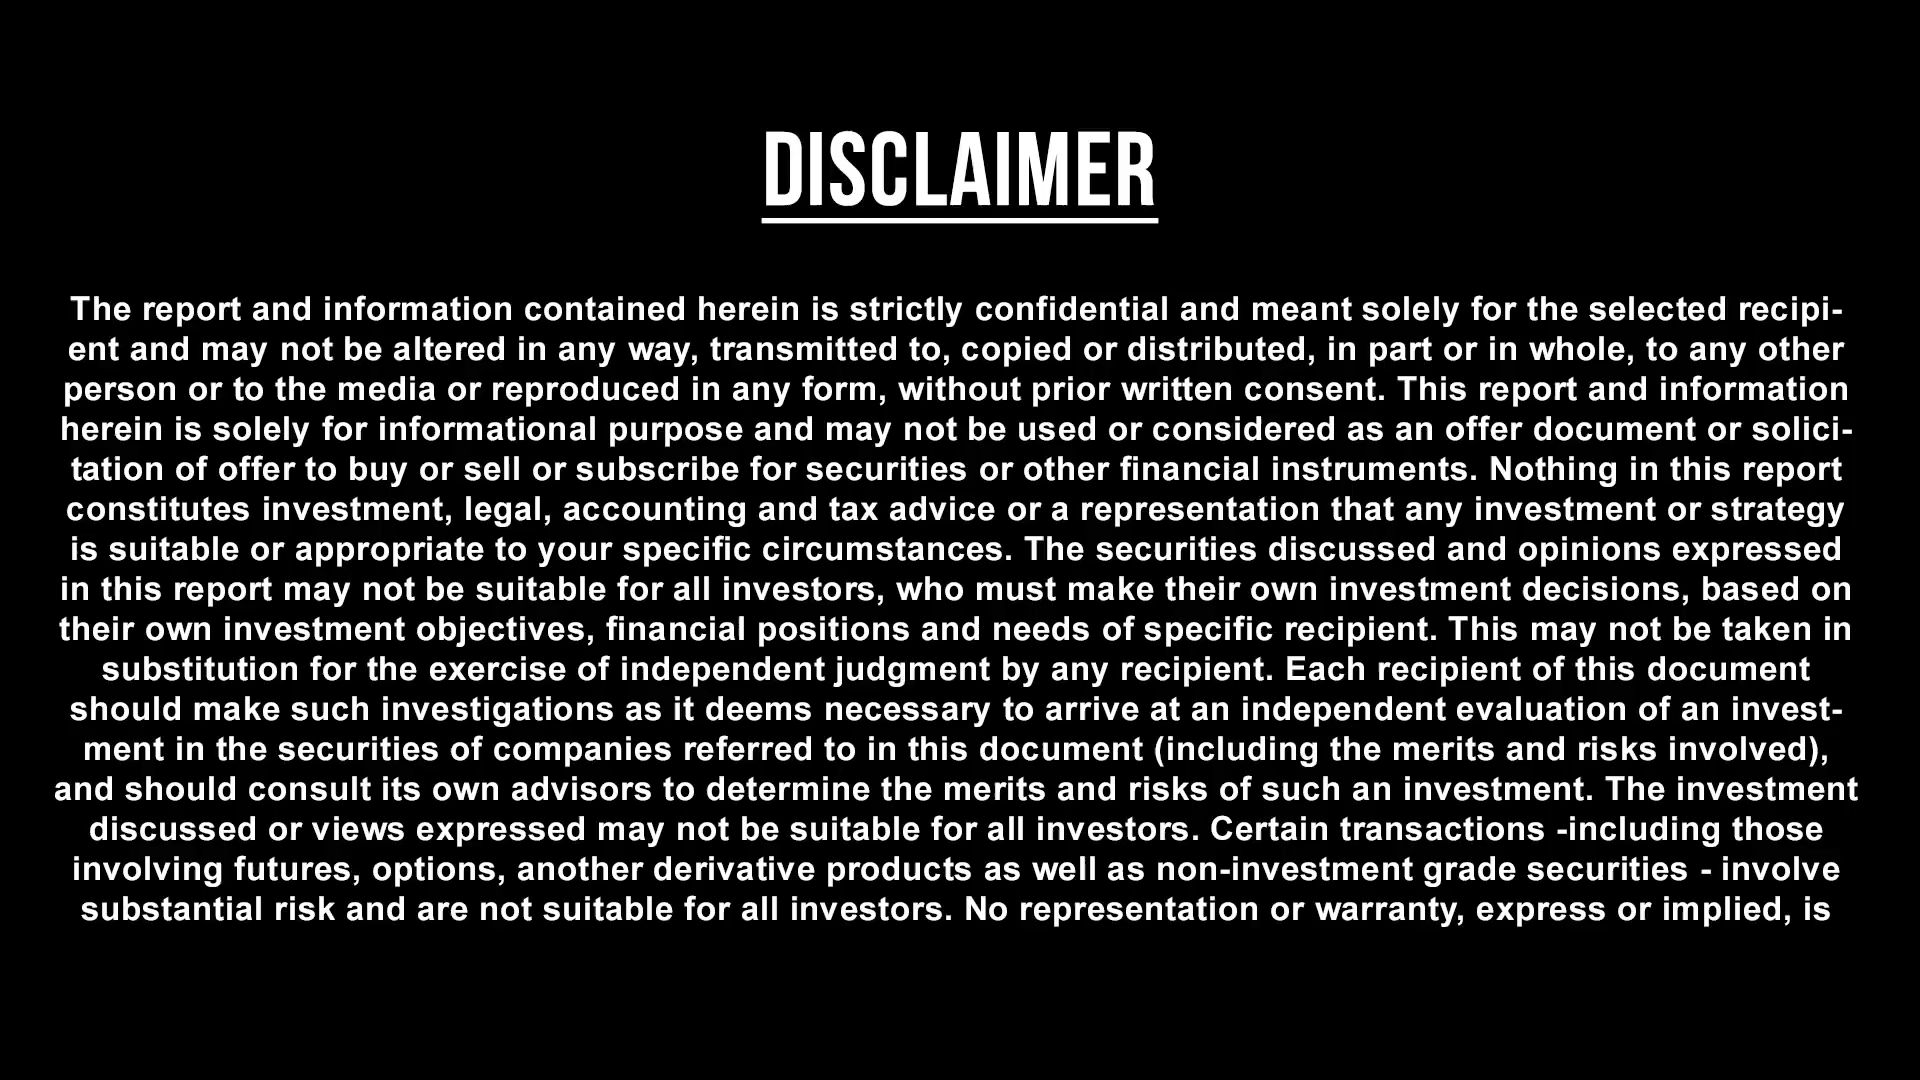 DISCLAIMER
The report and information contained herein is strictly confidential and meant solely for the selected recipi-
ent and may not be altered in any way, transmitted to, copied or distributed, in part or in whole, to any other
person or to the media or reproduced in any form, without prior written consent. This report and information
herein is solely for informational purpose and may not be used or considered as an offer document or solici-
tation of offer to buy or sell or subscribe for securities or other financial instruments. Nothing in this report
constitutes investment, legal, accounting and tax advice or a representation that any investment or strategy
is suitable or appropriate to your specific circumstances. The securities discussed and opinions expressed
in this report may not be suitable for all investors, who must make their own investment decisions, based on
their own investment objectives, financial positions and needs of specific recipient. This may not be taken in
substitution for the exercise of independent judgment by any recipient. Each recipient of this document
should make such investigations as it deems necessary to arrive at an independent evaluation of an invest-
ment in the securities of companies referred to in this document (including the merits and risks involved),
and should consult its own advisors to determine the merits and risks of such an investment. The investment
discussed or views expressed may not be suitable for all investors. Certain transactions -including those
involving futures, options, another derivative products as well as non-investment grade securities - involve
substantial risk and are not suitable for all investors. No representation or warranty, express or implied, is